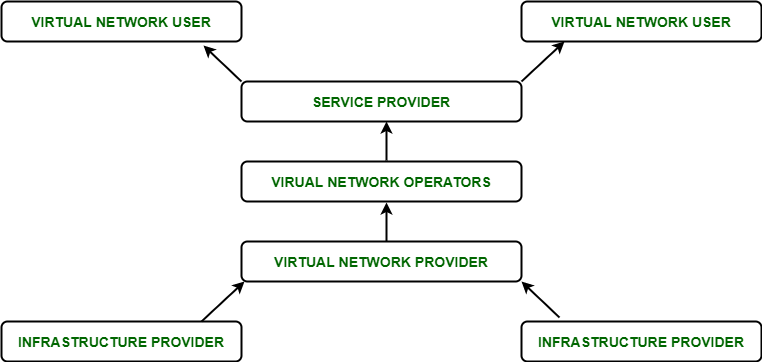 VIRTUAL NETWORK USER
VIRTUAL NETWORK USER
SERVICE PROVIDER
VIRUAL NETWORK OPERATORS
VIRTUAL NETWORK PROVIDER
INFRASTRUCTURE PROVIDER
INFRASTRUCTURE PROVIDER